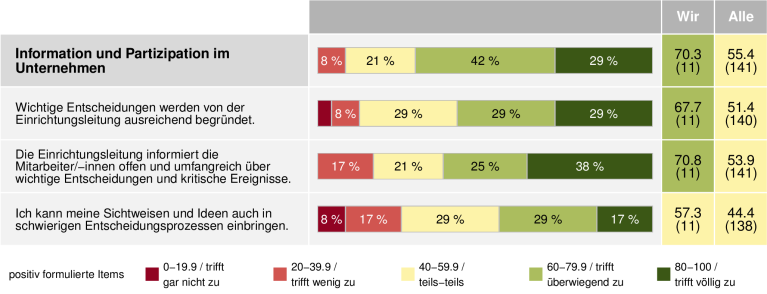 Wir Alle
Information und Partizipation im
Unternehmen
8 % 21 % 42 % 29 % 70.3 55.4
(11) (141)
Wichtige Entscheidungen werden von der
Einrichtungsleitung ausreichend begründet.
8 % 29 % 29 % 29 % 67.7 51.4
(11) (140)
Die Einrichtungsleitung informiert die
Mitarbeiter/−innen offen und umfangreich über
wichtige Entscheidungen und kritische Ereignisse.
17 % 21 % 25 % 38 % 70.8 53.9
(11) (141)
Ich kann meine Sichtweisen und Ideen auch in
schwierigen Entscheidungsprozessen einbringen.
8 % 17 % 29 % 29 % 17 % 57.3 44.4
(11) (138)
positiv formulierte Items
0−19.9 / trifft
gar nicht zu
20−39.9 /
trifft wenig zu
40−59.9 /
teils−teils
60−79.9 / trifft
überwiegend zu
80−100 /
trifft völlig zu